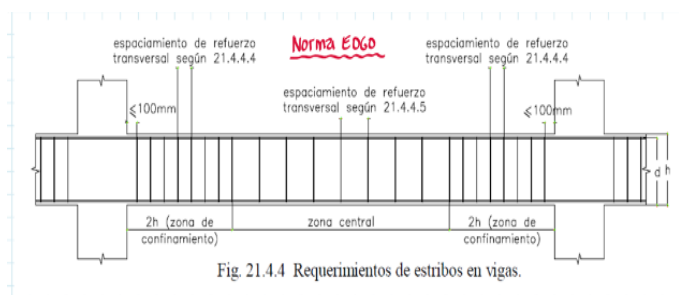 Norma E060
espaciamiento de refuerzo
transversal según 21.4.4.4
espaciamiento de refuerzo
transversal según 21.4.4.4
espaciamiento de refuerzo
transversal según 21.4.4.5
⩽100mm
⩽100mm
d h
2h (zona de
confinamiento)
zona central
2h (zona de
confinamiento)
Fig. 21.4.4 Requerimientos de estribos en vigas.